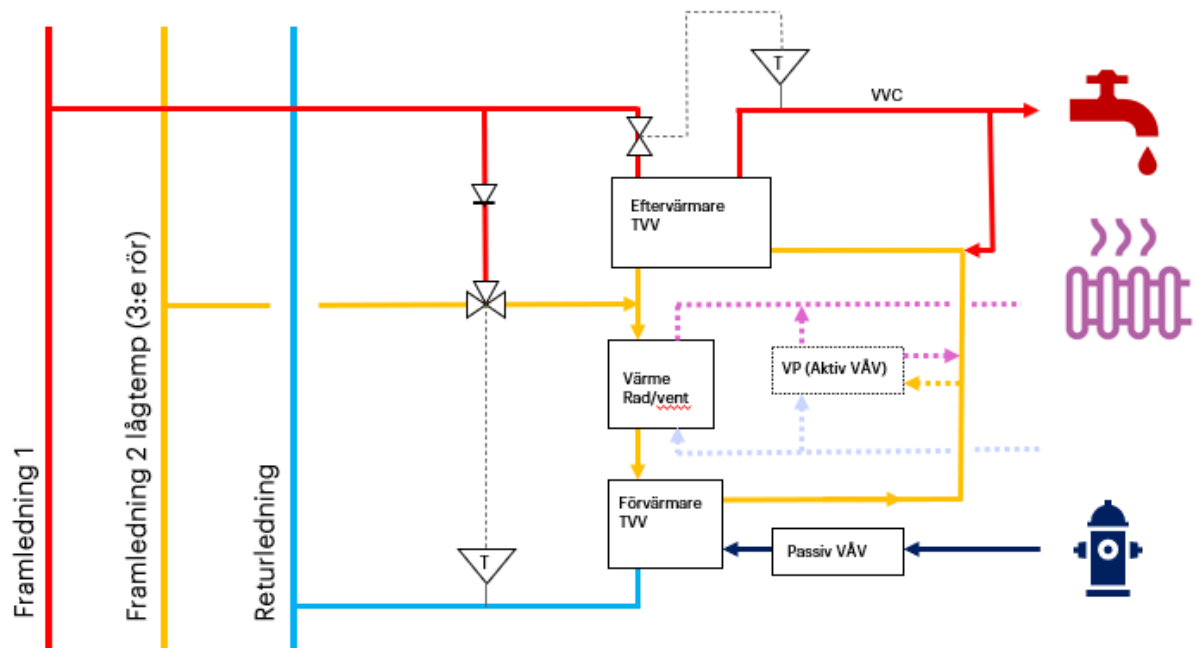 T
VVC
Eftervärmare
TVV
VP (Aktiv VÅV)
Värme
Rad/vent
Förvärmare
TVV
Passiv VÅV
T
Framledning 1
Framledning 2 lågtemp (3:e rör)
Returledning